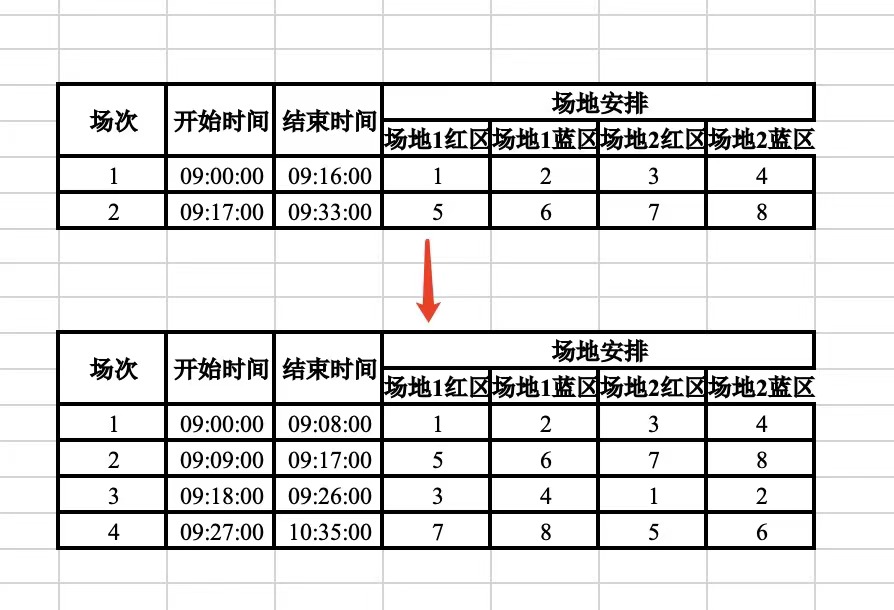 场次 开始时间 结束时间 场地安排
场地1红区 场地1蓝区 场地2红区 场地2蓝区
1 09:00:00 09:16:00 1 2 3 4
2 09:17:00 09:33:00 5 6 7 8
场次 开始时间 结束时间 场地安排
场地1红区 场地1蓝区 场地2红区 场地2蓝区
1 09:00:00 09:08:00 1 2 3 4
2 09:09:00 09:17:00 5 6 7 8
3 09:18:00 09:26:00 3 4 1 2
4 09:27:00 10:35:00 7 8 5 6